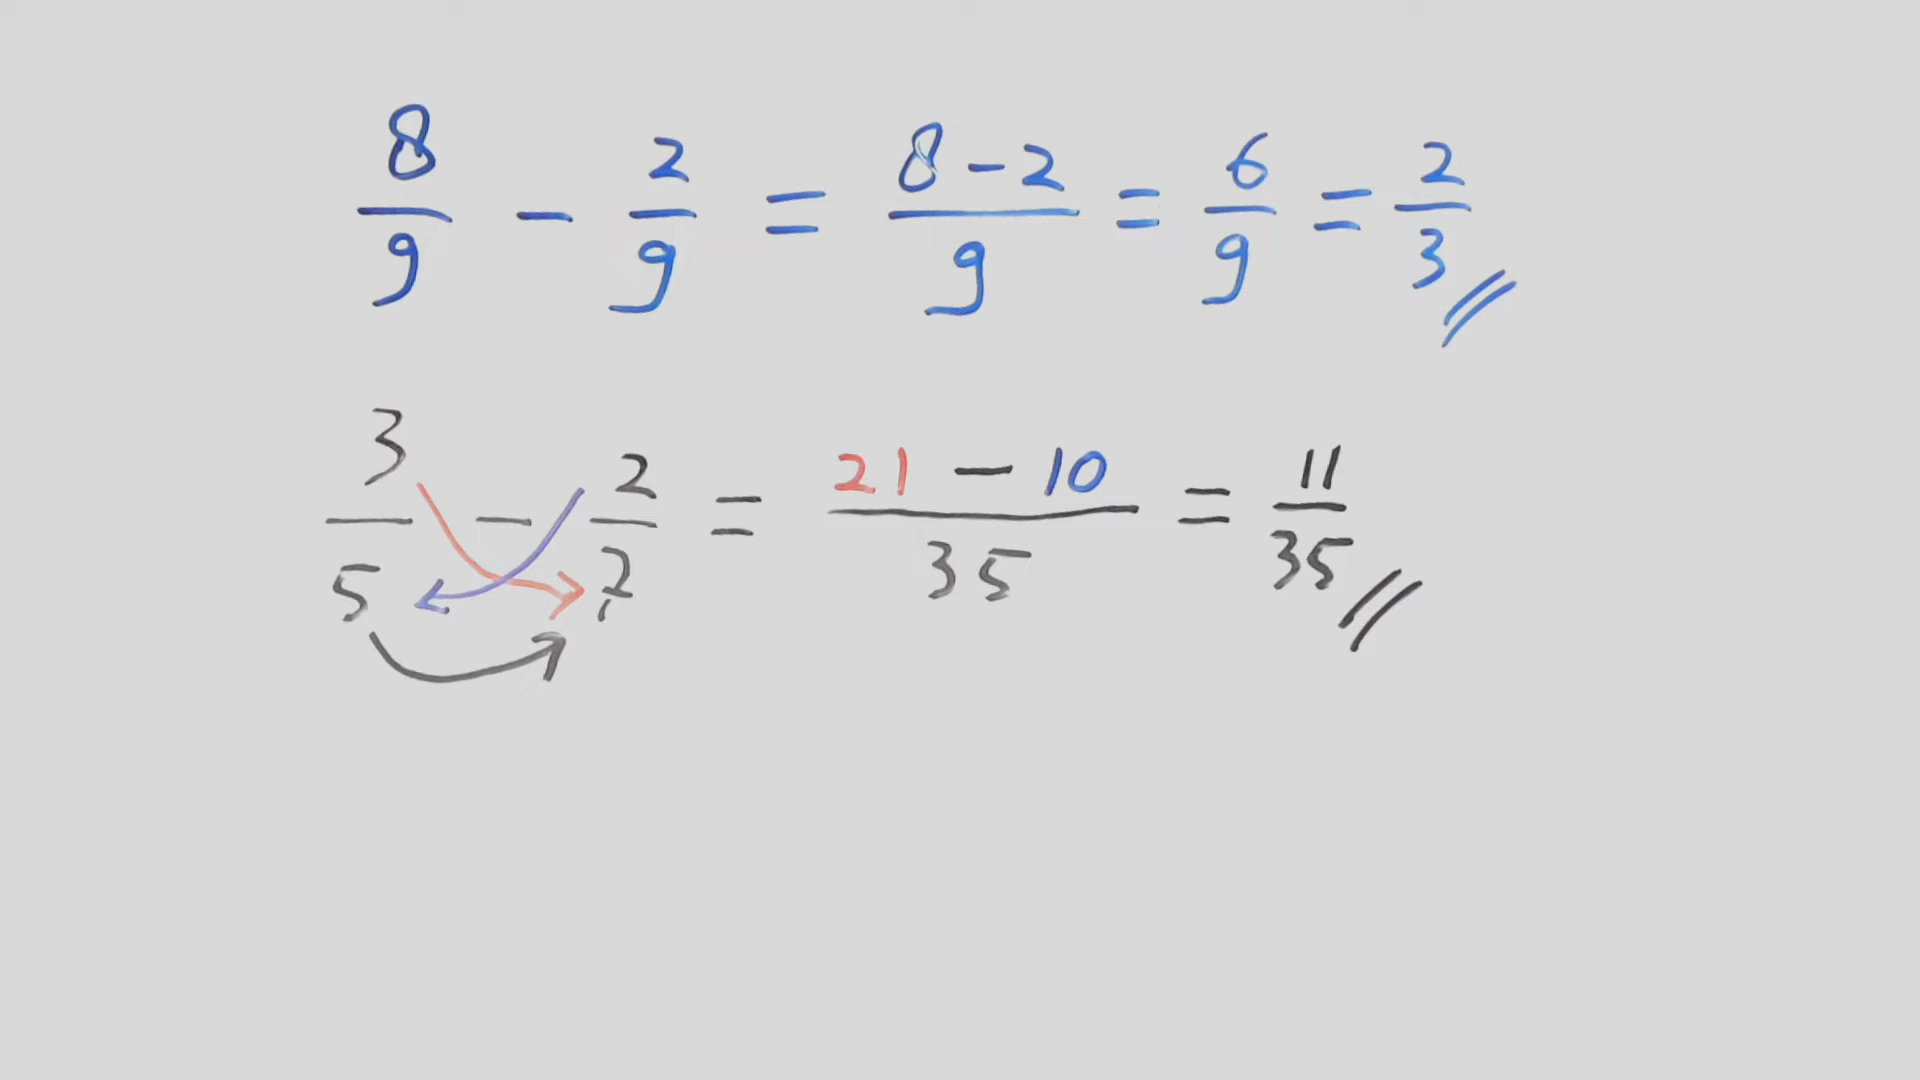 8/9 - 2/9 = (8-2)/9 = 6/9 = 2/3
3/5 - 2/7 = (21 - 10)/35 = 11/35